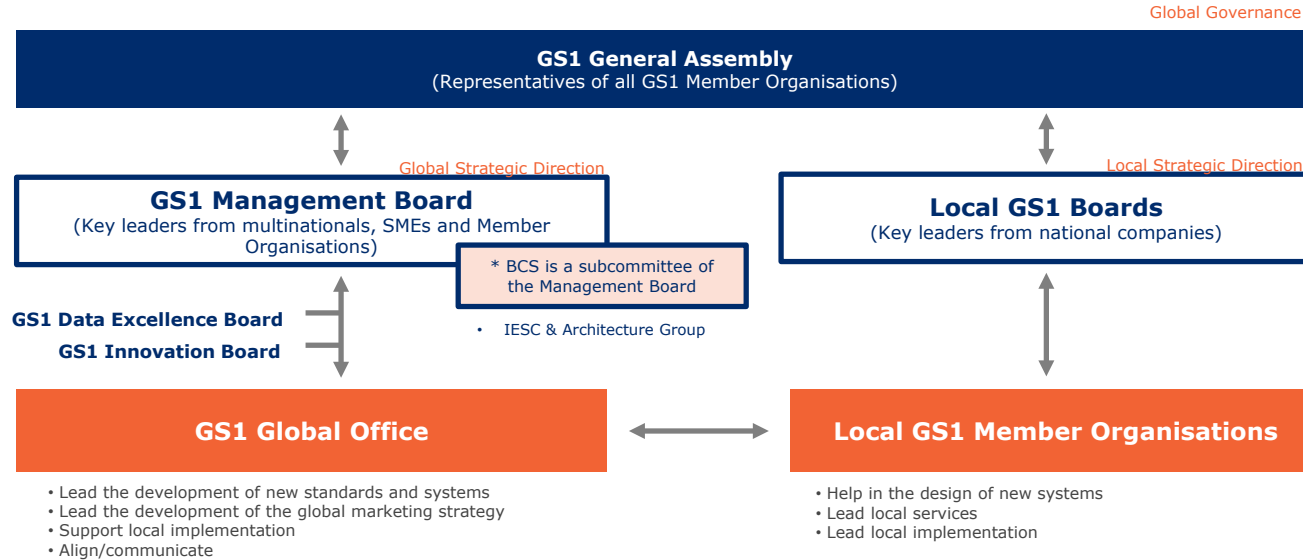 Global Governance
GS1 General Assembly
(Representatives of all GS1 Member Organisations)
Global Strategic Direction
GS1 Management Board
(Key leaders from multinationals, SMEs and Member
Organisations)
* BCS is a subcommittee of
the Management Board
• IESC & Architecture Group
Local Strategic Direction
Local GS1 Boards
(Key leaders from national companies)
GS1 Data Excellence Board
GS1 Innovation Board
GS1 Global Office
• Lead the development of new standards and systems
• Lead the development of the global marketing strategy
• Support local implementation
• Align/communicate
Local GS1 Member Organisations
• Help in the design of new systems
• Lead local services
• Lead local implementation